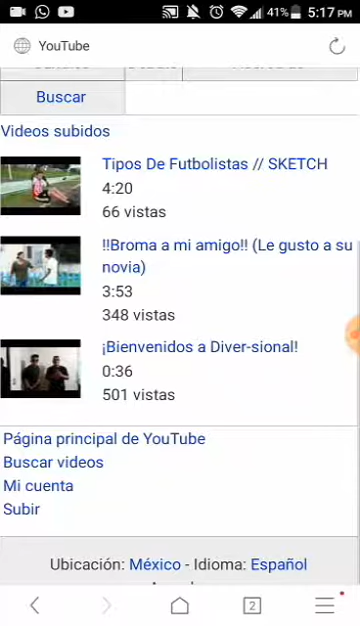 41% 5:17 PM
YouTube
Buscar
Videos subidos
Tipos De Futbolistas // SKETCH
4:20
66 vistas
!!Broma a mi amigo!! (Le gusto a su
novia)
3:53
348 vistas
¡Bienvenidos a Diver-sional!
0:36
501 vistas
Página principal de YouTube
Buscar videos
Mi cuenta
Subir
Ubicación: México - Idioma: Español
2